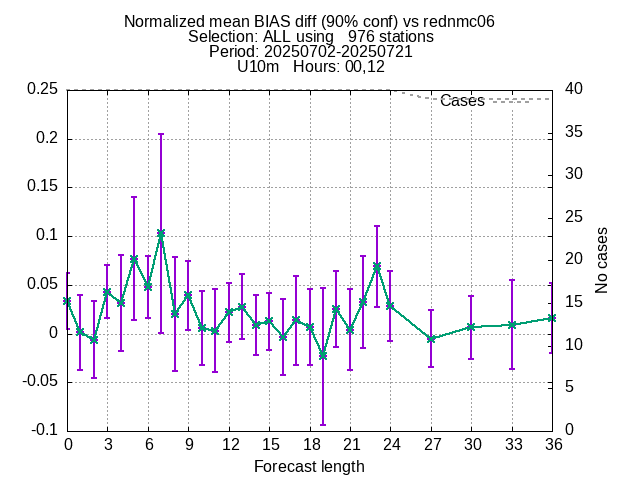 Normalized mean BIAS diff (90% conf) vs rednmc06
Selection: ALL using   976 stations
Period: 20250702-20250721
U10m   Hours: 00,12
0.25
0.2
0.15
0.1
0.05
0
-0.05
-0.1
40
35
30
25
20
15
10
5
0
Cases
No cases
0 3 6 9 12 15 18 21 24 27 30 33 36
Forecast length